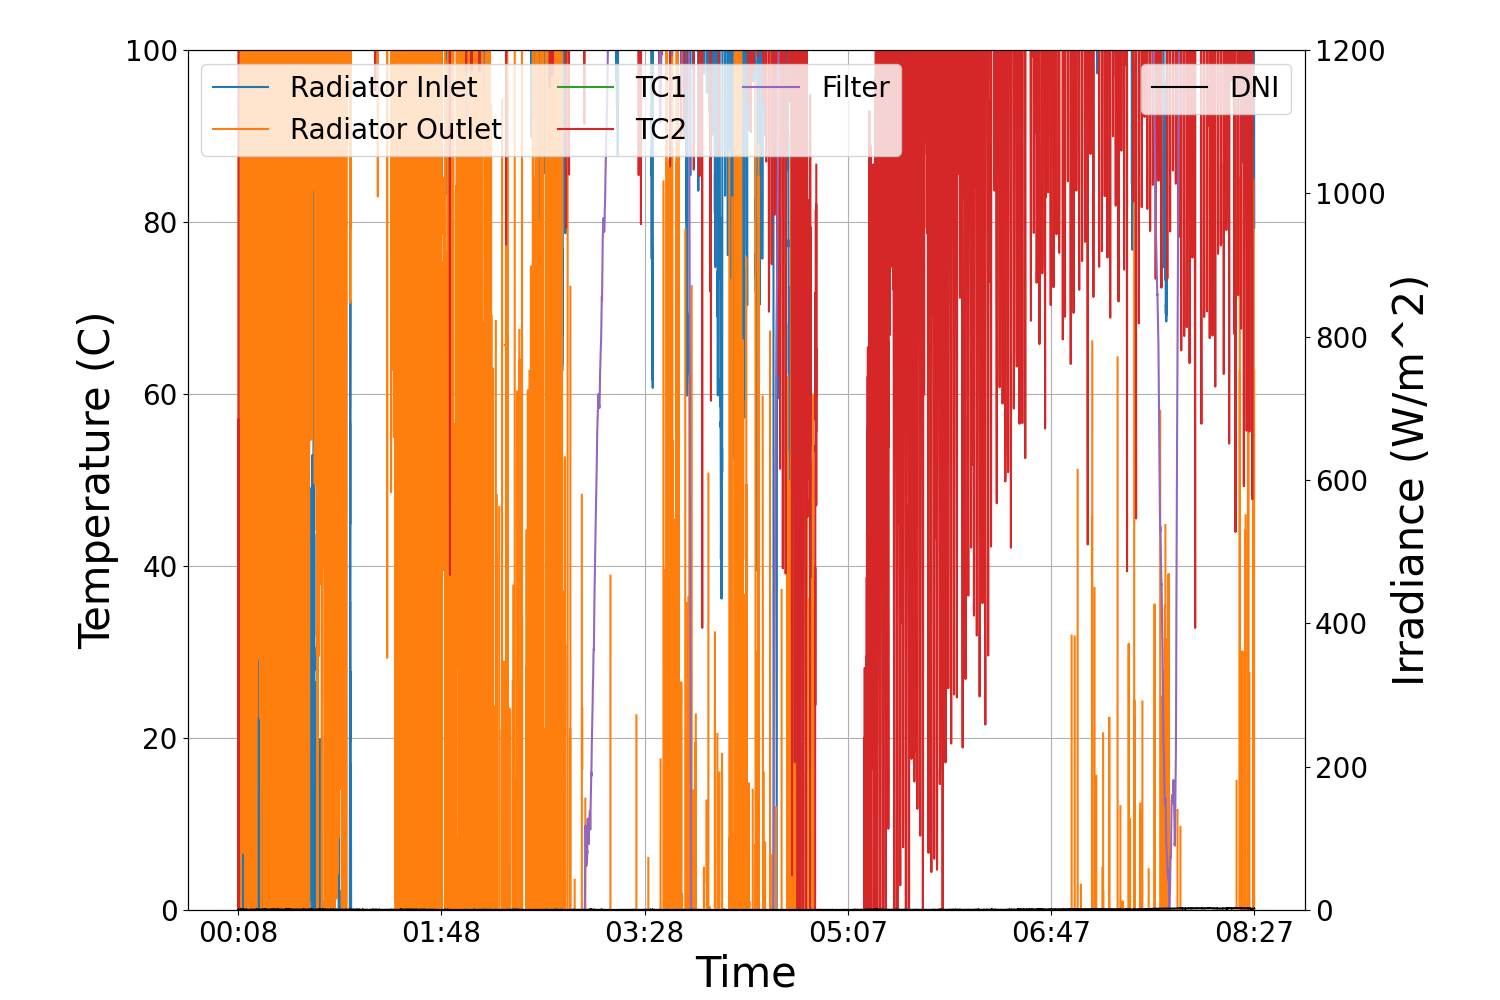 100
80
60
40
20
0
Temperature (C)
Radiator Inlet
Radiator Outlet
TC1
TC2
Filter
DNI
1200
1000
800
600
400
200
0
Irradiance (W/m^2)
00:08 01:48 03:28 05:07 06:47 08:27
Time